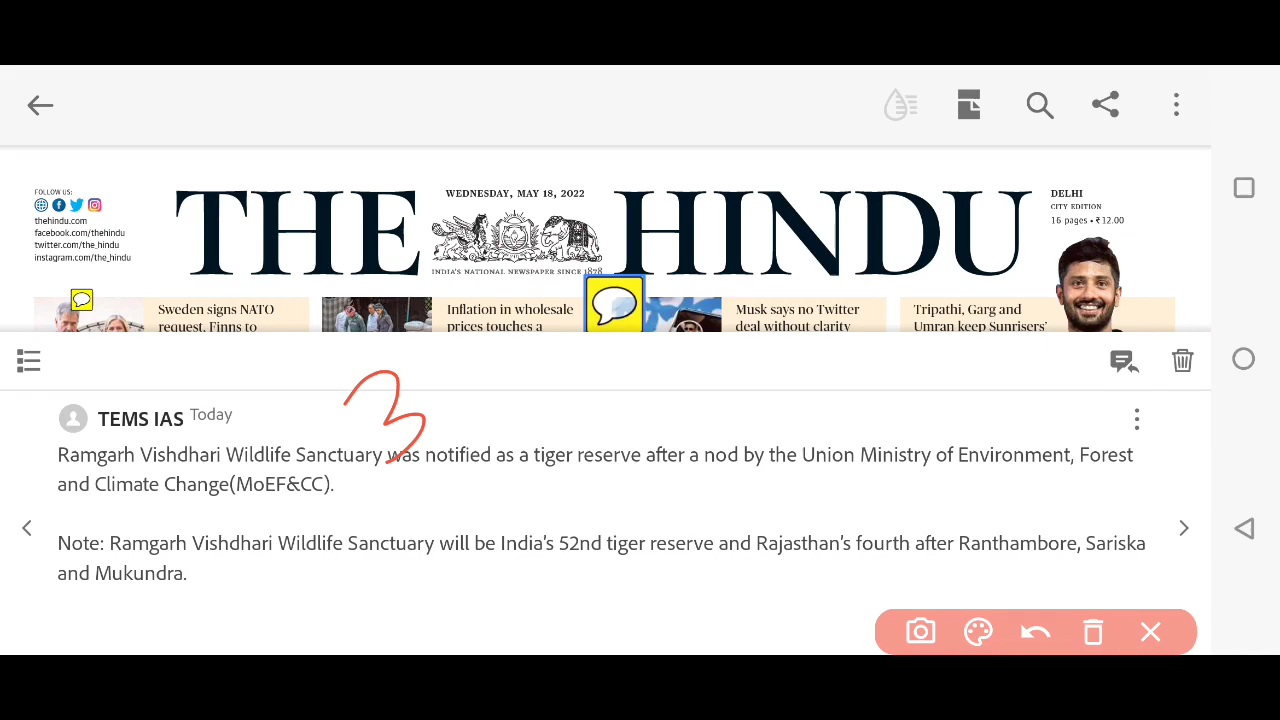 FOLLOW US:
thehindu.com
facebook.com/thehindu
twitter.com/the_hindu
instagram.com/the_hindu
THE HINDU
WEDNESDAY, MAY 18, 2022
INDIA'S NATIONAL NEWSPAPER SINCE 1878
DELHI
CITY EDITION
16 pages • ₹12.00
Sweden signs NATO
request, Finns to
Inflation in wholesale
prices touches a
Musk says no Twitter
deal without clarity
Tripathi, Garg and
Umran keep Sunrisers'
3
TEMS IAS Today
Ramgarh Vishdhari Wildlife Sanctuary was notified as a tiger reserve after a nod by the Union Ministry of Environment, Forest
and Climate Change(MoEF&CC).
Note: Ramgarh Vishdhari Wildlife Sanctuary will be India's 52nd tiger reserve and Rajasthan's fourth after Ranthambore, Sariska
and Mukundra.